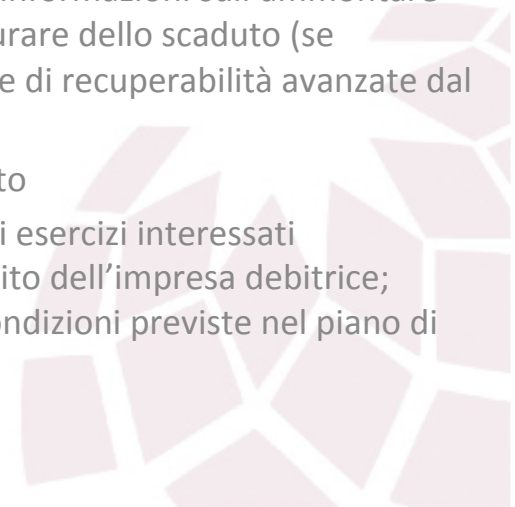 informazioni sull'ammontare
urare dello scaduto (se
e di recuperabilità avanzate dal
to
i esercizi interessati
ito dell'impresa debitrice;
ondizioni previste nel piano di